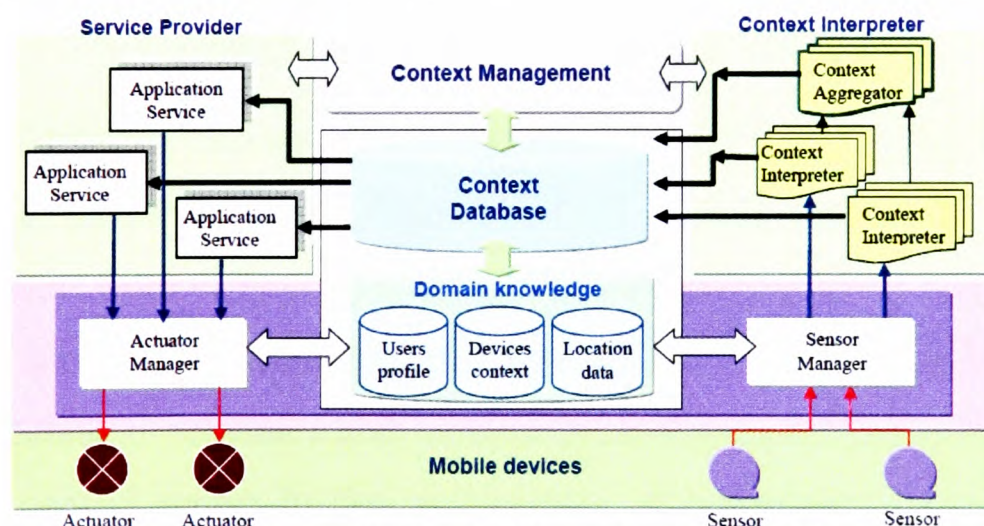 Service Provider
Context Interpreter
Context Management
Application
Service
Application
Service
Application
Service
Context
Aggregator
Context
Interpreter
Context
Interpreter
Context
Database
Domain knowledge
Users
profile
Devices
context
Location
data
Actuator
Manager
Sensor
Manager
Mobile devices
Actuator
Actuator
Sensor
Sensor